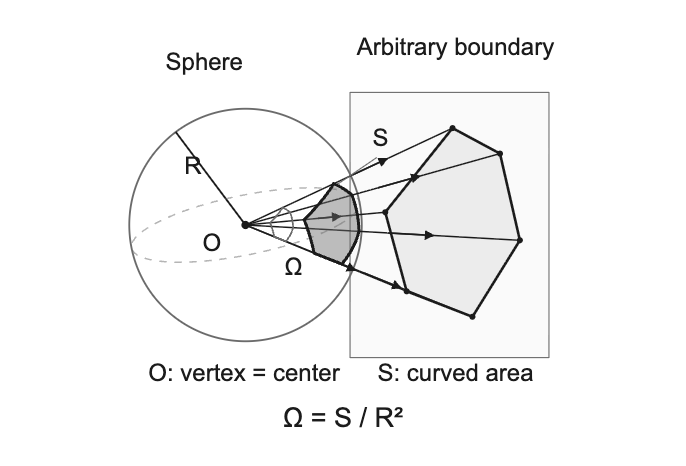 Arbitrary boundary
Sphere
S
R
O
Ω
O: vertex = center
S: curved area
Ω = S / R²